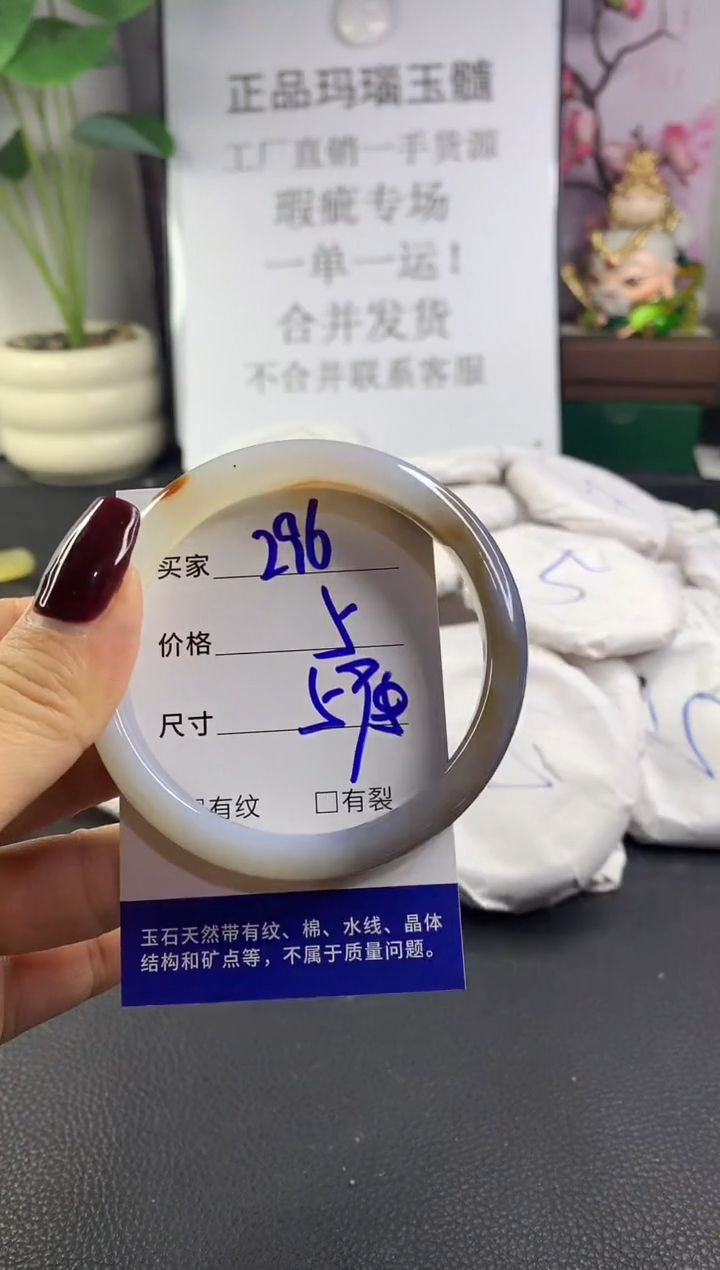 正品玛瑙玉髓
工厂直销一手货源
瑕疵专场
一单一运!
合并发货
不合并联系客服
买家 296
价格
尺寸 57
□有纹 □有裂
玉石天然带有纹、棉、水线、晶体
结构和矿点等，不属于质量问题。
5